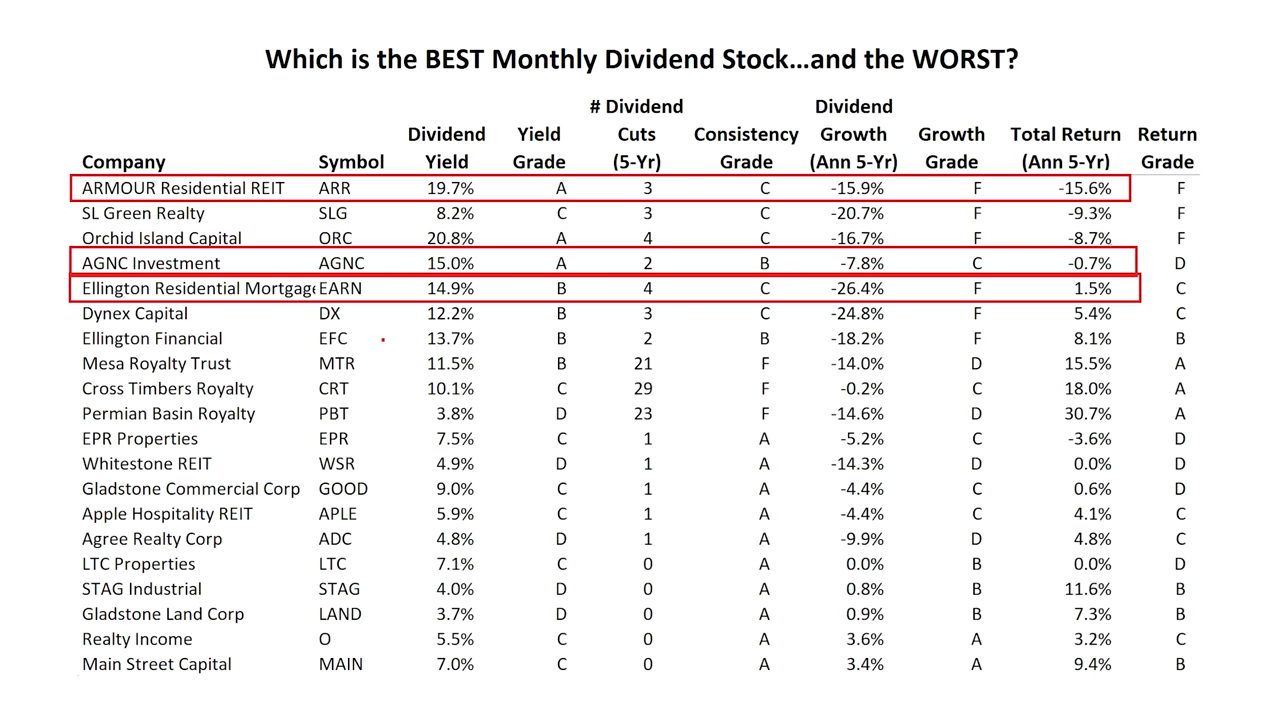 Which is the BEST Monthly Dividend Stock...and the WORST?
# Dividend Dividend
Dividend Yield Cuts Consistency Growth Growth Total Return Return
Company Symbol Yield Grade (5-Yr) Grade (Ann 5-Yr) Grade (Ann 5-Yr) Grade
ARMOUR Residential REIT ARR 19.7% A 3 C -15.9% F -15.6% F
SL Green Realty SLG 8.2% C 3 C -20.7% F -9.3% F
Orchid Island Capital ORC 20.8% A 4 C -16.7% F -8.7% F
AGNC Investment AGNC 15.0% A 2 B -7.8% C -0.7% D
Ellington Residential Mortgage EARN 14.9% B 4 C -26.4% F 1.5% C
Dynex Capital DX 12.2% B 3 C -24.8% F 5.4% C
Ellington Financial EFC 13.7% B 2 B -18.2% F 8.1% B
Mesa Royalty Trust MTR 11.5% B 21 F -14.0% D 15.5% A
Cross Timbers Royalty CRT 10.1% C 29 F -0.2% C 18.0% A
Permian Basin Royalty PBT 3.8% D 23 F -14.6% D 30.7% A
EPR Properties EPR 7.5% C 1 A -5.2% C -3.6% D
Whitestone REIT WSR 4.9% D 1 A -14.3% D 0.0% D
Gladstone Commercial Corp GOOD 9.0% C 1 A -4.4% C 0.6% D
Apple Hospitality REIT APLE 5.9% C 1 A -4.4% C 4.1% C
Agree Realty Corp ADC 4.8% D 1 A -9.9% D 4.8% C
LTC Properties LTC 7.1% C 0 A 0.0% B 0.0% D
STAG Industrial STAG 4.0% D 0 A 0.8% B 11.6% B
Gladstone Land Corp LAND 3.7% D 0 A 0.9% B 7.3% B
Realty Income O 5.5% C 0 A 3.6% A 3.2% C
Main Street Capital MAIN 7.0% C 0 A 3.4% A 9.4% B